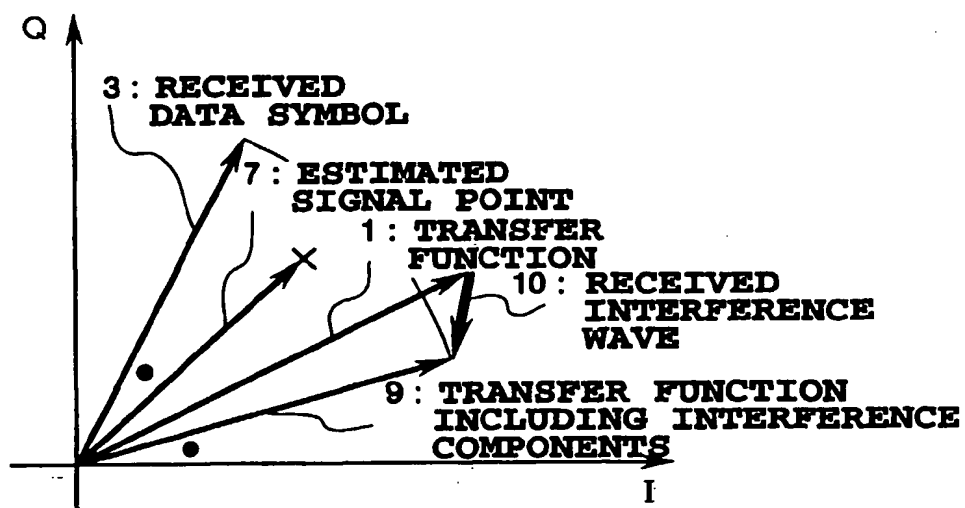 Q
3 : RECEIVED
DATA SYMBOL
7 : ESTIMATED
SIGNAL POINT
1 : TRANSFER
FUNCTION
10 : RECEIVED
INTERFERENCE
WAVE
9 : TRANSFER FUNCTION
INCLUDING INTERFERENCE
COMPONENTS
I